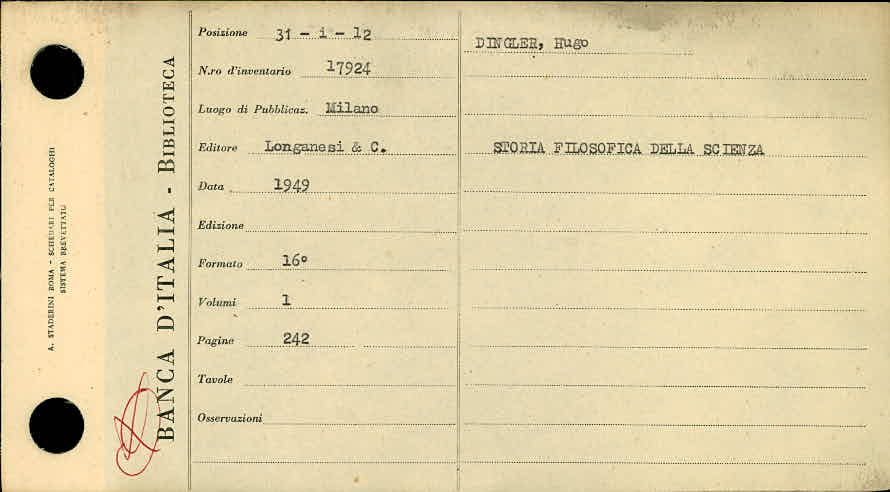 A. STADERINI ROMA - SCHEDARI PER CATALOGHI
SISTEMA BREVETTATO
BANCA D'ITALIA - BIBLIOTECA
Posizione 31 - i - 12
N.ro d'inventario 17924
Luogo di Pubblicaz. Milano
Editore Longanesi & C.
Data 1949
Edizione
Formato 16°
Volumi 1
Pagine 242
Tavole
Osservazioni
DINGLER, Hugo
STORIA FILOSOFICA DELLA SCIENZA